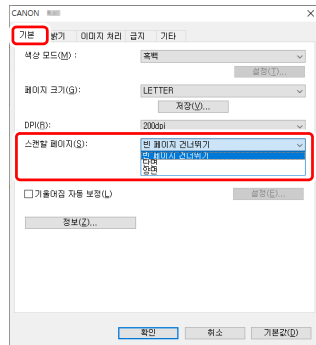 CANON
기본 밝기 이미지 처리 급지 기타
색상 모드(M) : 흑백
설정(T)...
페이지 크기(G): LETTER
저장(V)...
DPI(R): 200dpi
스캔할 페이지(S): 빈 페이지 건너뛰기
빈 페이지 건너뛰기
단면
양면
기울어짐 자동 보정(L) 설정(E)...
정보(Z)...
확인 취소 기본값(D)